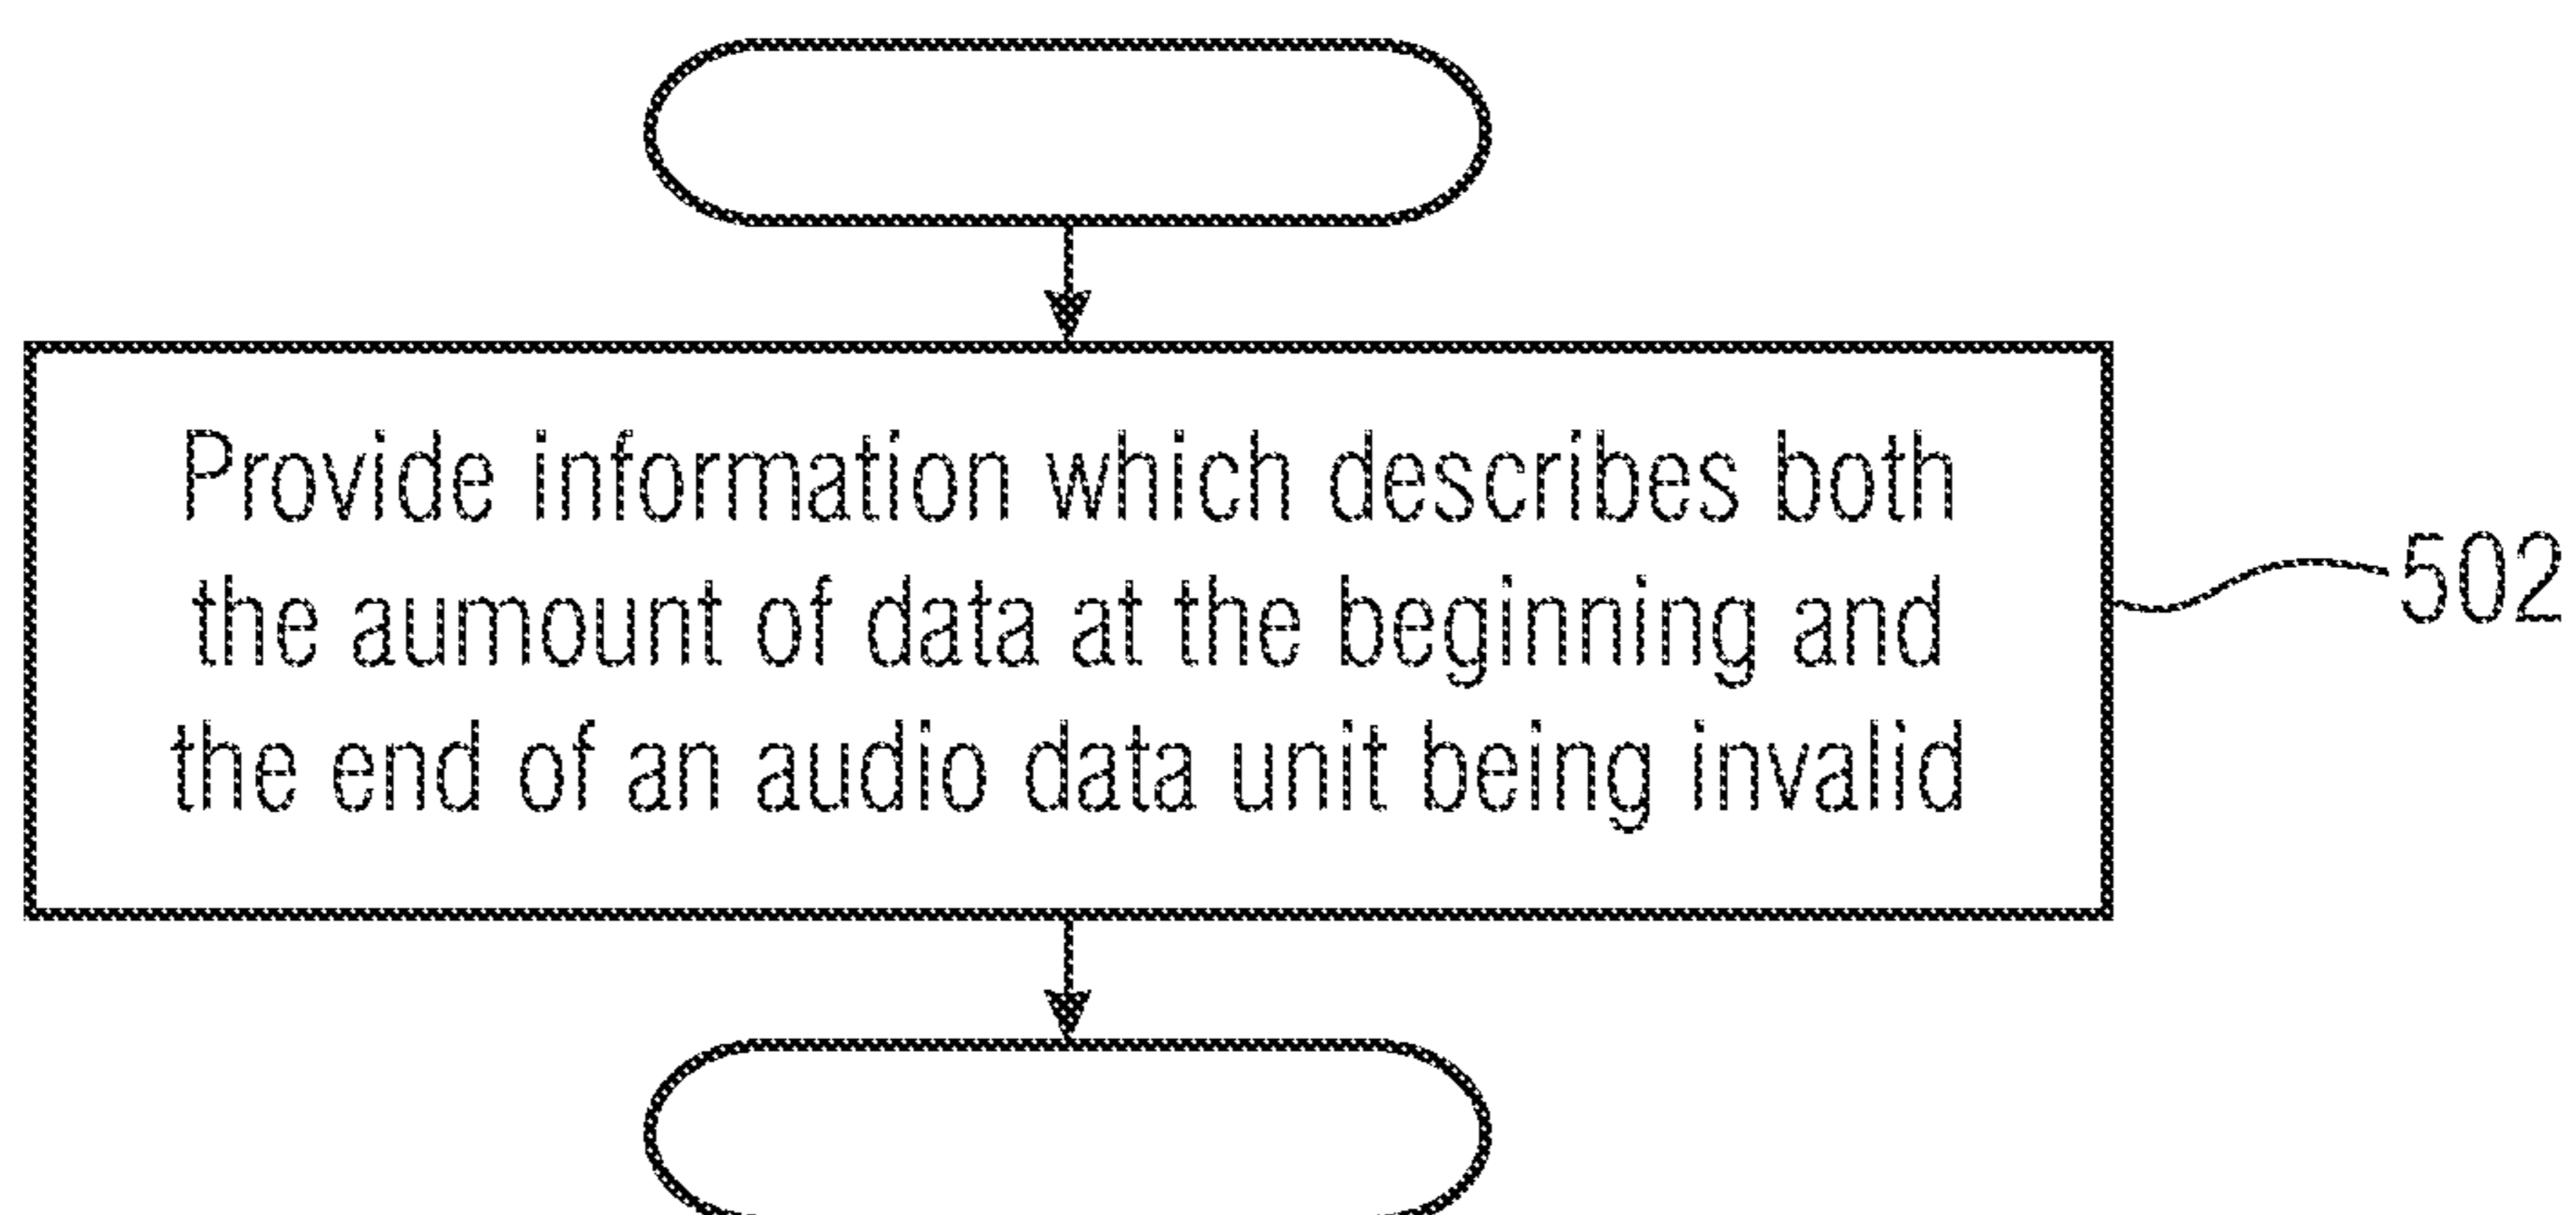 Provide information which describes both
the aumount of data at the beginning and
the end of an audio data unit being invalid
502